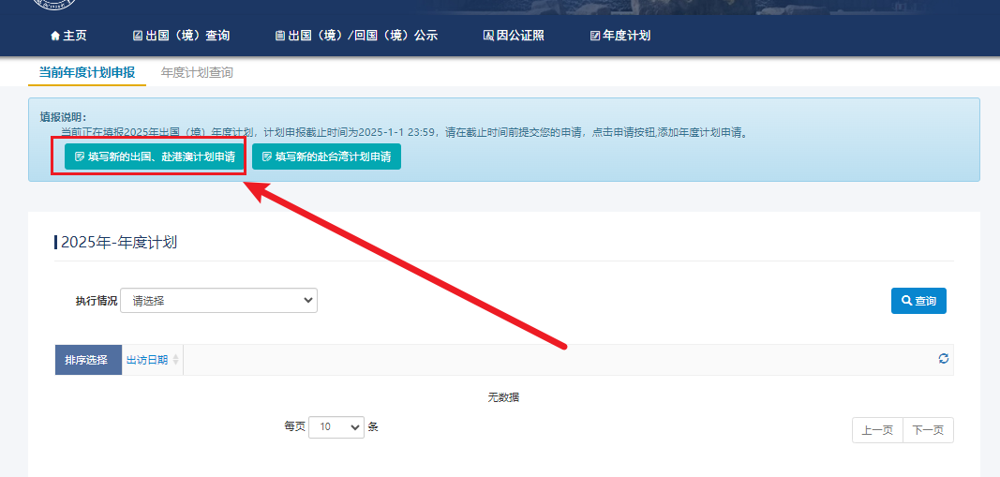 主页 出国（境）查询 出国（境）/回国（境）公示 因公证照 年度计划
当前年度计划申报 年度计划查询
填报说明：
当前正在填报2025年出国（境）年度计划，计划申报截止时间为2025-1-1 23:59，请在截止时间前提交您的申请，点击申请按钮,添加年度计划申请。
填写新的出国、赴港澳计划申请 填写新的赴台湾计划申请
2025年-年度计划
执行情况 请选择 查询
排序选择 出访日期
无数据
每页 10 条 上一页 下一页